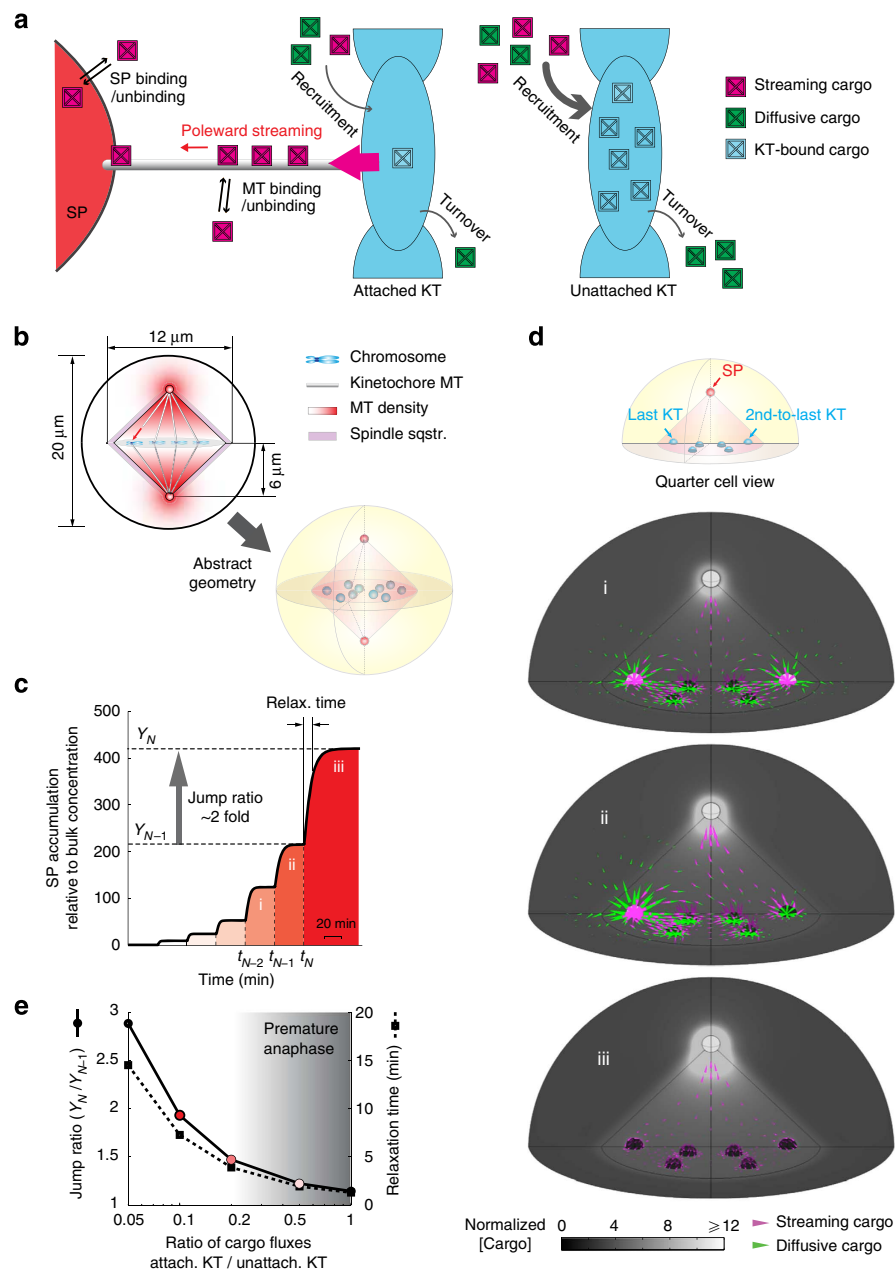 a
SP binding
/unbinding
Poleward streaming
SP
MT binding
/unbinding
Recruitment
Turnover
Attached KT
Recruitment
Turnover
Unattached KT
Streaming cargo
Diffusive cargo
KT-bound cargo
b
12 μm
20 μm
6 μm
Chromosome
Kinetochore MT
MT density
Spindle sqstr.
Abstract
geometry
c
Relax. time
500
400
300
200
100
0
SP accumulation
relative to bulk concentration
Y_N
Y_{N–1}
Jump ratio
~2 fold
i
ii
iii
20 min
t_{N–2} t_{N–1} t_N
Time (min)
d
SP
Last KT
2nd-to-last KT
Quarter cell view
i
ii
iii
Normalized
[Cargo]
0 4 8 ⩾12
Streaming cargo
Diffusive cargo
e
3
2.5
2
1.5
1
Jump ratio (Y_N/Y_{N–1})
Premature
anaphase
20
15
10
5
0
Relaxation time (min)
0.05 0.1 0.2 0.5 1
Ratio of cargo fluxes
attach. KT / unattach. KT